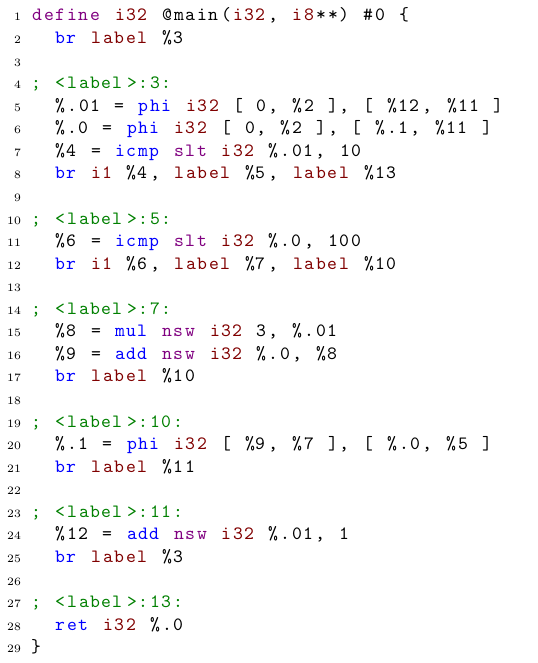 1 define i32 @main(i32, i8**) #0 {
2   br label %3
3
4 ; <label>:3:
5   %.01 = phi i32 [ 0, %2 ], [ %12, %11 ]
6   %.0 = phi i32 [ 0, %2 ], [ %.1, %11 ]
7   %4 = icmp slt i32 %.01, 10
8   br i1 %4, label %5, label %13
9
10 ; <label>:5:
11   %6 = icmp slt i32 %.0, 100
12   br i1 %6, label %7, label %10
13
14 ; <label>:7:
15   %8 = mul nsw i32 3, %.01
16   %9 = add nsw i32 %.0, %8
17   br label %10
18
19 ; <label>:10:
20   %.1 = phi i32 [ %9, %7 ], [ %.0, %5 ]
21   br label %11
22
23 ; <label>:11:
24   %12 = add nsw i32 %.01, 1
25   br label %3
26
27 ; <label>:13:
28   ret i32 %.0
29 }